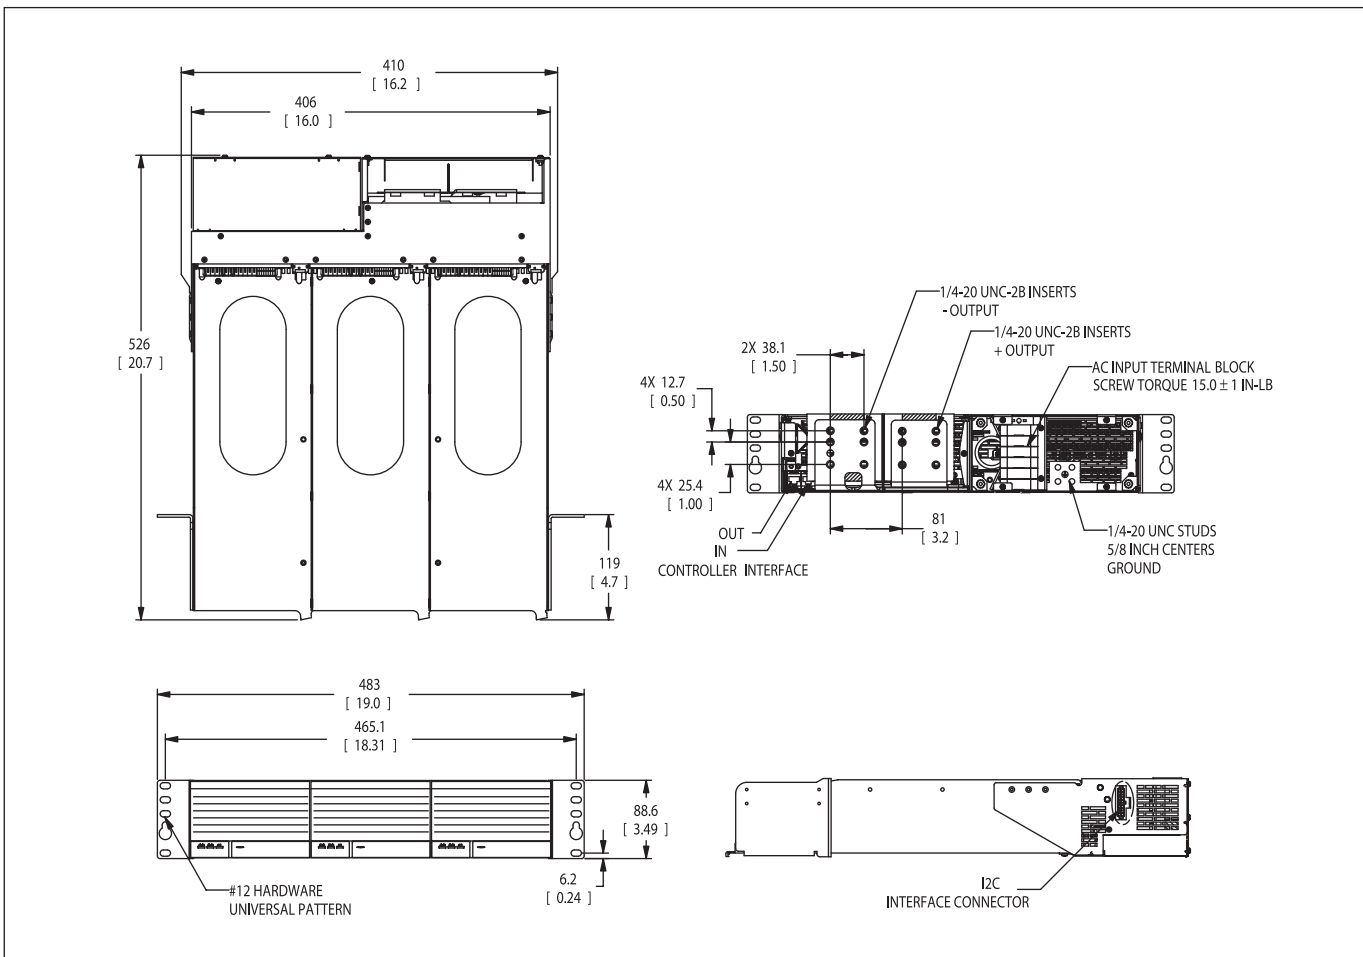 410
[ 16.2 ]
406
[ 16.0 ]
526
[ 20.7 ]
119
[ 4.7 ]
1/4-20 UNC-2B INSERTS
- OUTPUT
1/4-20 UNC-2B INSERTS
+ OUTPUT
AC INPUT TERMINAL BLOCK
SCREW TORQUE 15.0 ± 1 IN-LB
2X 38.1
[ 1.50 ]
4X 12.7
[ 0.50 ]
4X 25.4
[ 1.00 ]
81
[ 3.2 ]
OUT
IN
CONTROLLER INTERFACE
1/4-20 UNC STUDS
5/8 INCH CENTERS
GROUND
483
[ 19.0 ]
465.1
[ 18.31 ]
88.6
[ 3.49 ]
6.2
[ 0.24 ]
#12 HARDWARE
UNIVERSAL PATTERN
I2C
INTERFACE CONNECTOR